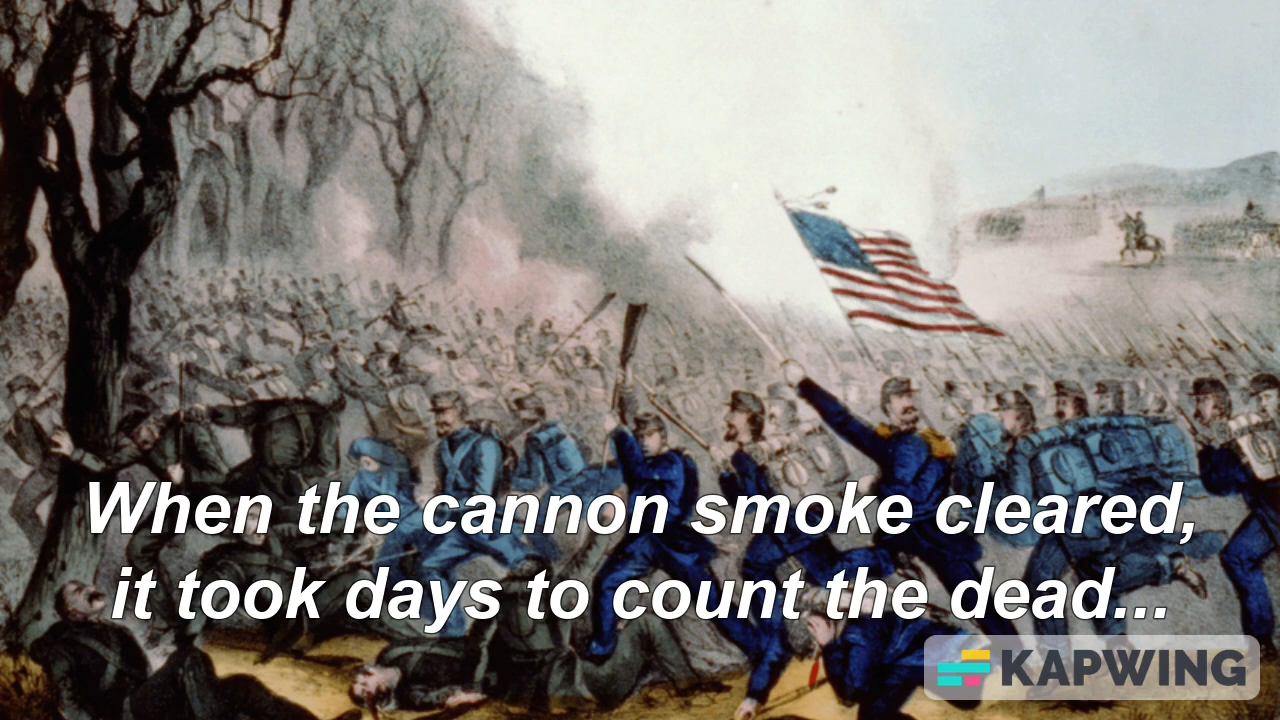 When the cannon smoke cleared,
it took days to count the dead...
KAPWING